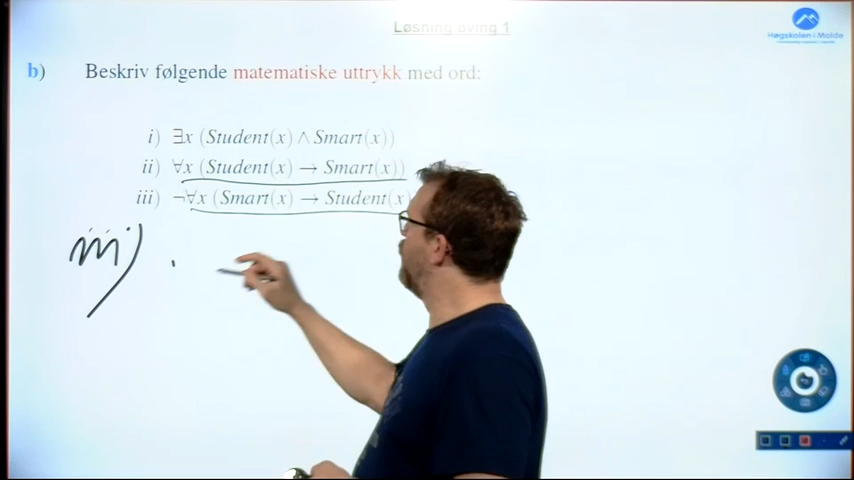 Løsning øving 1
Høgskolen i Molde
b) Beskriv følgende matematiske uttrykk med ord:
i) ∃x (Student(x) ∧ Smart(x))
ii) ∀x (Student(x) → Smart(x))
iii) ¬∀x (Smart(x) → Student(x)
iii)